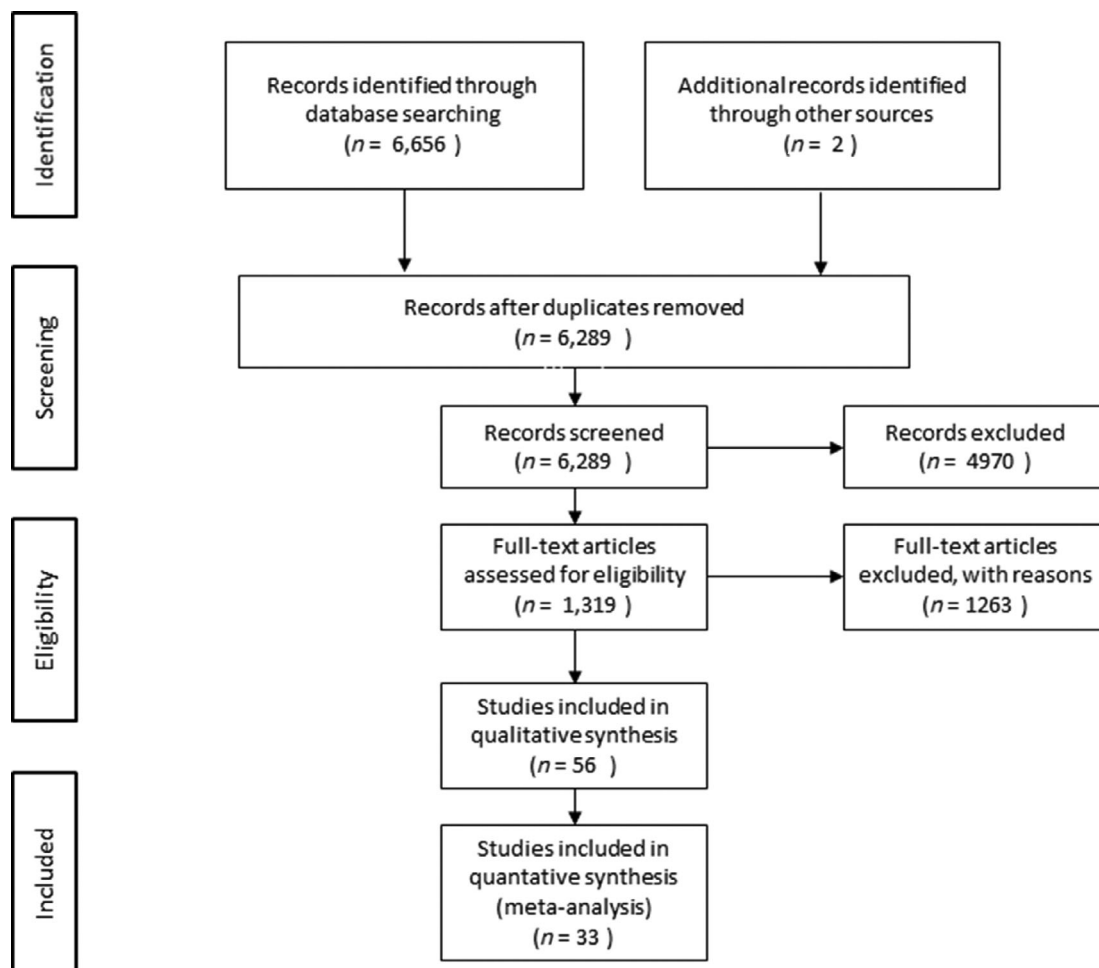 Identification
Records identified through
database searching
(n = 6,656 )
Additional records identified
through other sources
(n = 2 )
Screening
Records after duplicates removed
(n = 6,289 )
Records screened
(n = 6,289 )
Records excluded
(n = 4970 )
Eligibility
Full-text articles
assessed for eligibility
(n = 1,319 )
Full-text articles
excluded, with reasons
(n = 1263 )
Studies included in
qualitative synthesis
(n = 56 )
Included
Studies included in
quantative synthesis
(meta-analysis)
(n = 33 )